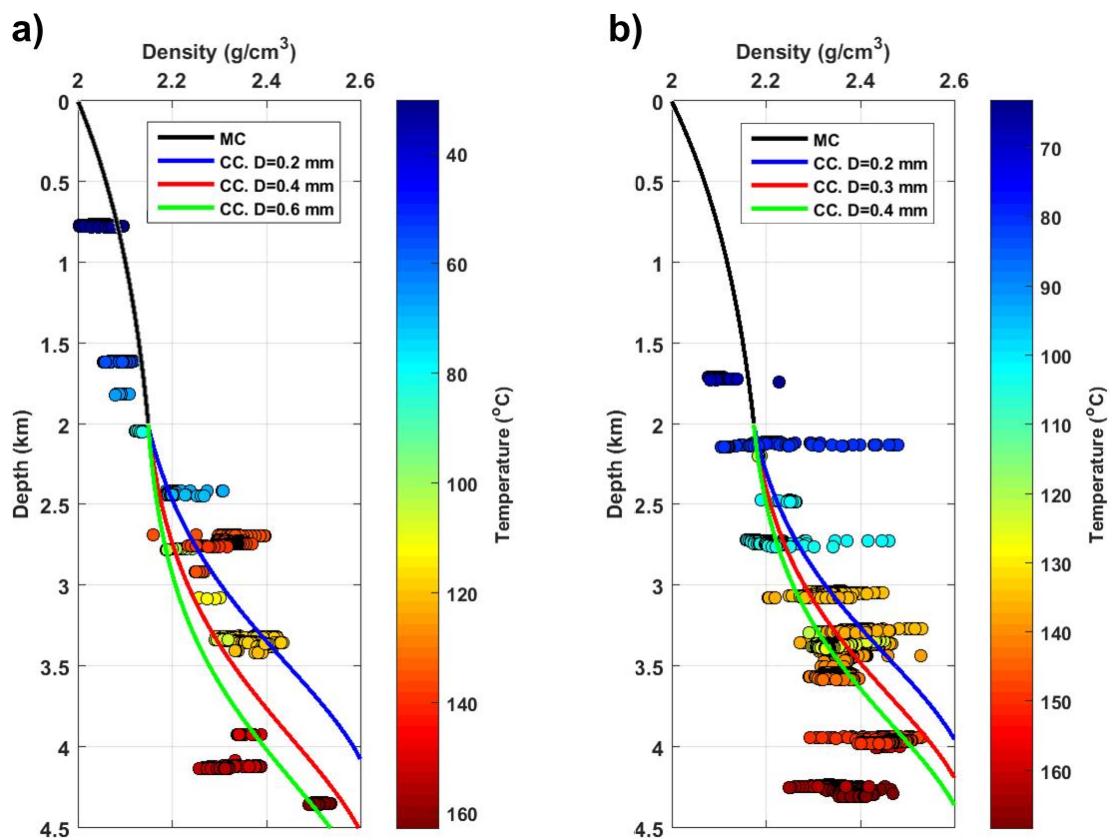 a)
Density (g/cm³)
2 2.2 2.4 2.6
0
0.5
1
1.5
2
2.5
3
3.5
4
4.5
Depth (km)
MC
CC. D=0.2 mm
CC. D=0.4 mm
CC. D=0.6 mm
40
60
80
100
120
140
160
Temperature (°C)
b)
Density (g/cm³)
2 2.2 2.4 2.6
0
0.5
1
1.5
2
2.5
3
3.5
4
4.5
Depth (km)
MC
CC. D=0.2 mm
CC. D=0.3 mm
CC. D=0.4 mm
70
80
90
100
110
120
130
140
150
160
Temperature (°C)